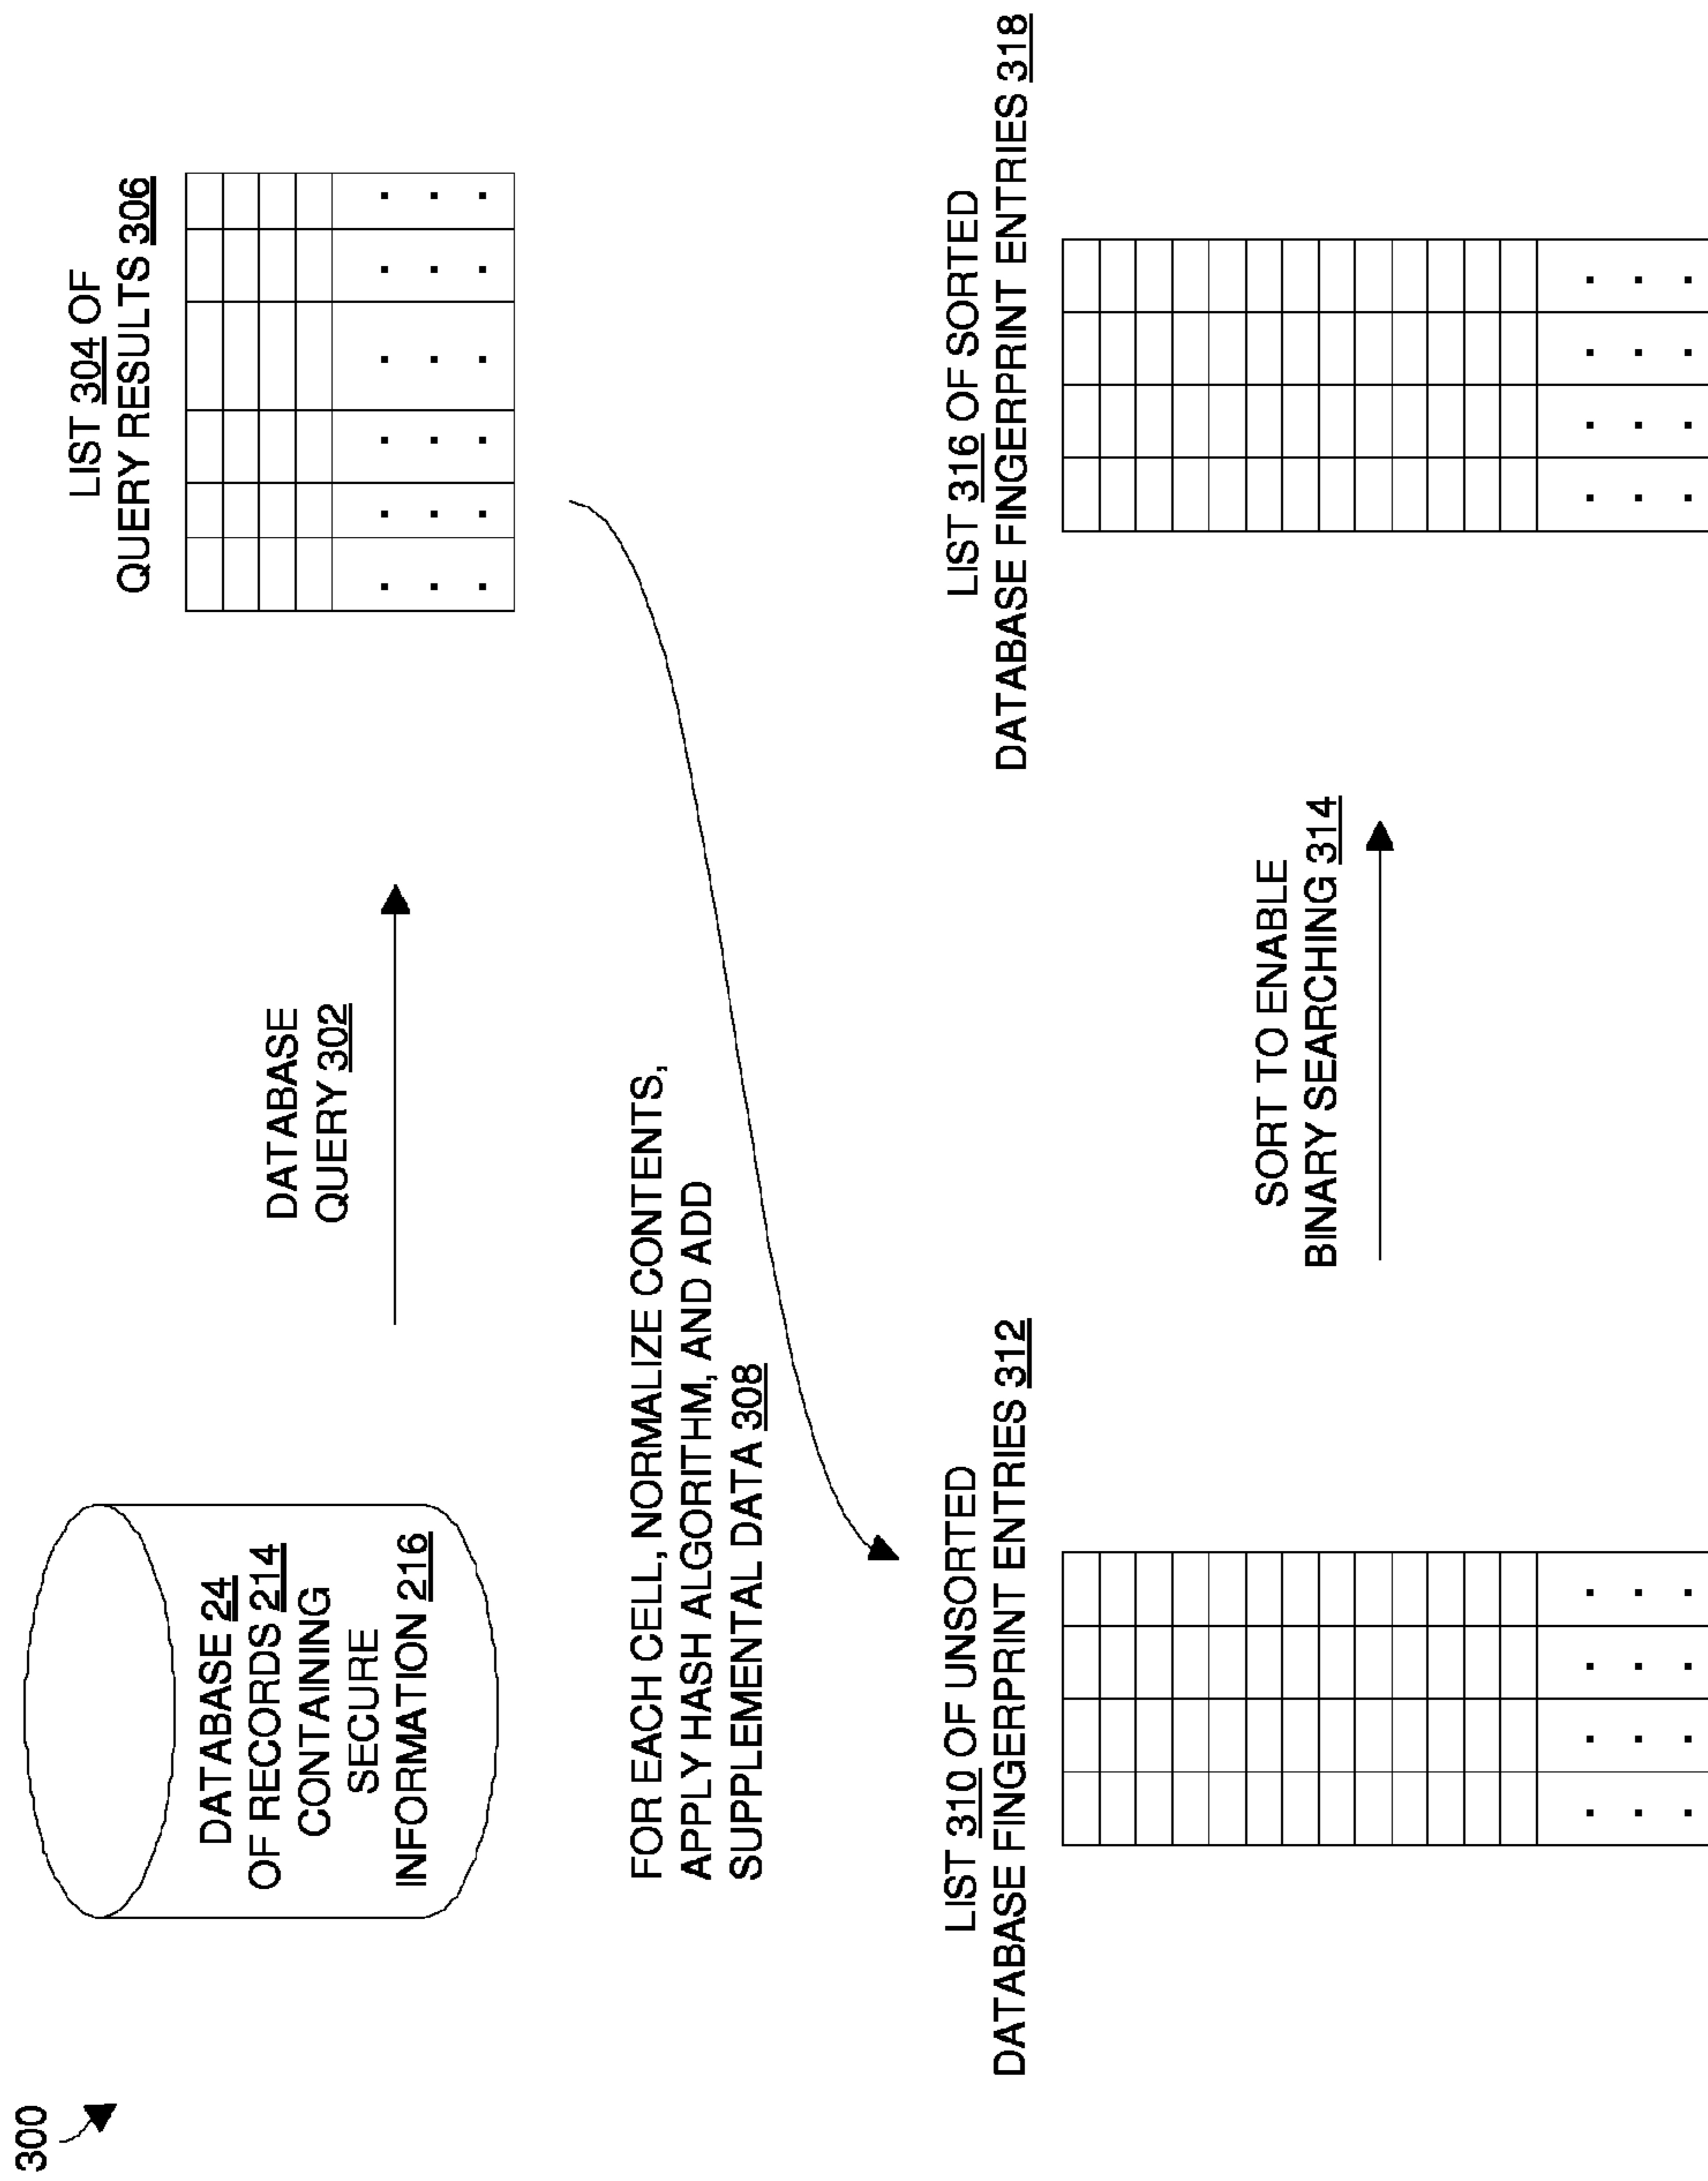 300
DATABASE 24
OF RECORDS 214
CONTAINING
SECURE
INFORMATION 216
DATABASE
QUERY 302
LIST 304 OF
QUERY RESULTS 306
FOR EACH CELL, NORMALIZE CONTENTS,
APPLY HASH ALGORITHM, AND ADD
SUPPLEMENTAL DATA 308
LIST 310 OF UNSORTED
DATABASE FINGERPRINT ENTRIES 312
SORT TO ENABLE
BINARY SEARCHING 314
LIST 316 OF SORTED
DATABASE FINGERPRINT ENTRIES 318